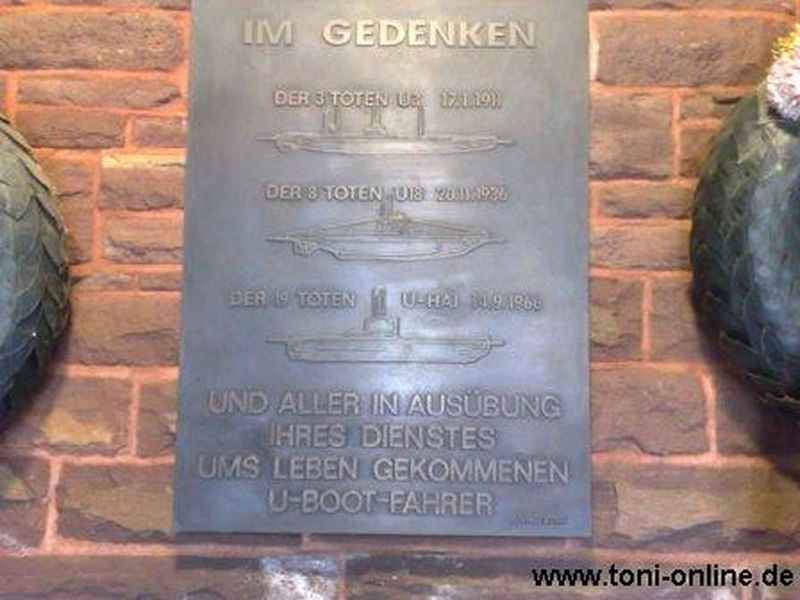 IM GEDENKEN
DER 3 TOTEN U3 17.1.1911
DER 8 TOTEN U18 20.11.1936
DER 19 TOTEN U-HAI 14.9.1966
UND ALLER IN AUSÜBUNG
IHRES DIENSTES
UMS LEBEN GEKOMMENEN
U-BOOT-FAHRER
www.toni-online.de